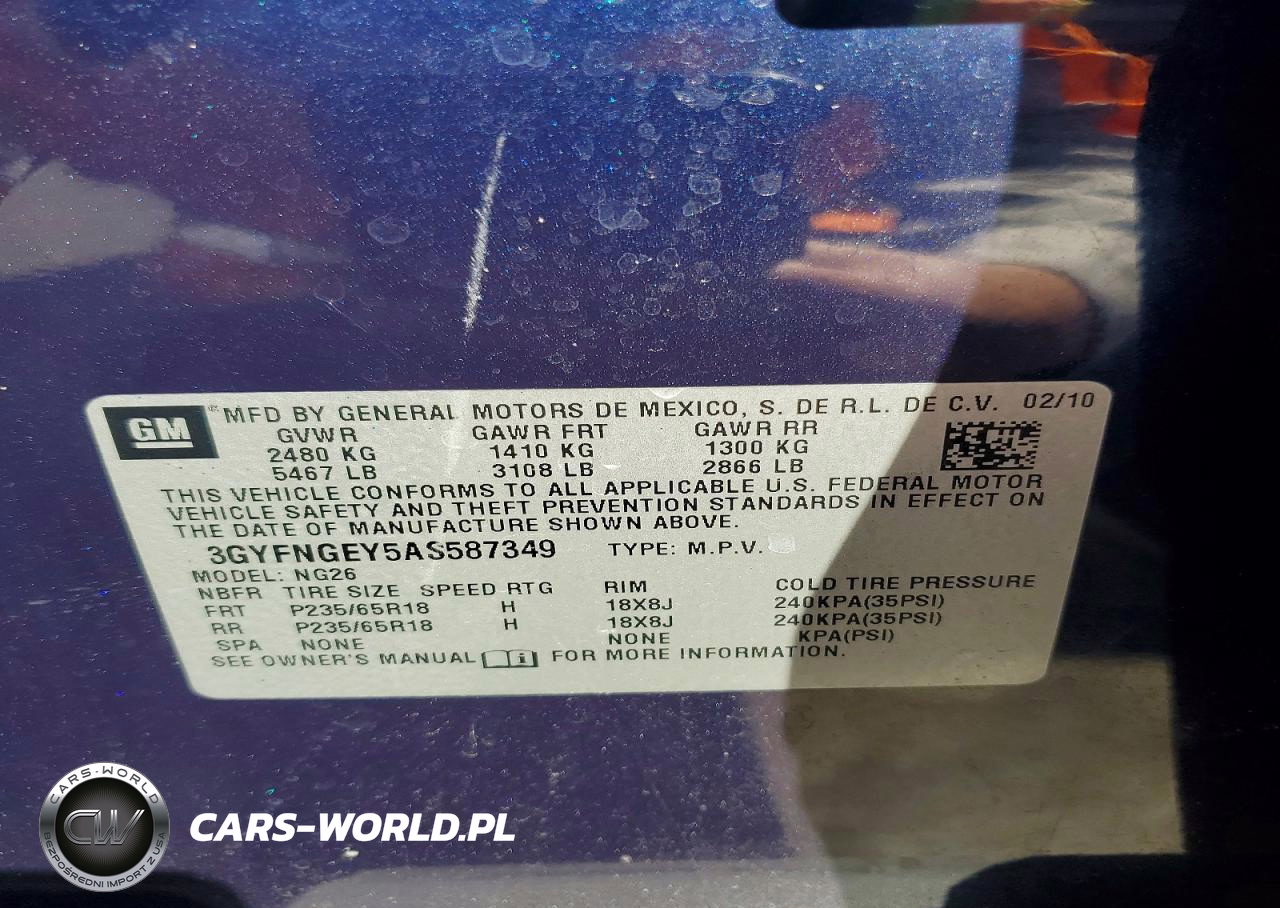 GM ® MFD BY GENERAL MOTORS DE MEXICO, S. DE R.L. DE C.V. 02/10
GVWR GAWR FRT GAWR RR
2480 KG 1410 KG 1300 KG
5467 LB 3108 LB 2866 LB
THIS VEHICLE CONFORMS TO ALL APPLICABLE U.S. FEDERAL MOTOR
VEHICLE SAFETY AND THEFT PREVENTION STANDARDS IN EFFECT ON
THE DATE OF MANUFACTURE SHOWN ABOVE.
3GYFNGEY5AS587349 TYPE: M.P.V.
MODEL: NG26
NBFR TIRE SIZE SPEED RTG RIM COLD TIRE PRESSURE
FRT P235/65R18 H 18X8J 240KPA(35PSI)
RR P235/65R18 H 18X8J 240KPA(35PSI)
SPA NONE NONE KPA(PSI)
SEE OWNER'S MANUAL i FOR MORE INFORMATION.
CARS-WORLD
CW
BEZPOŚREDNI IMPORT Z USA
CARS-WORLD.PL